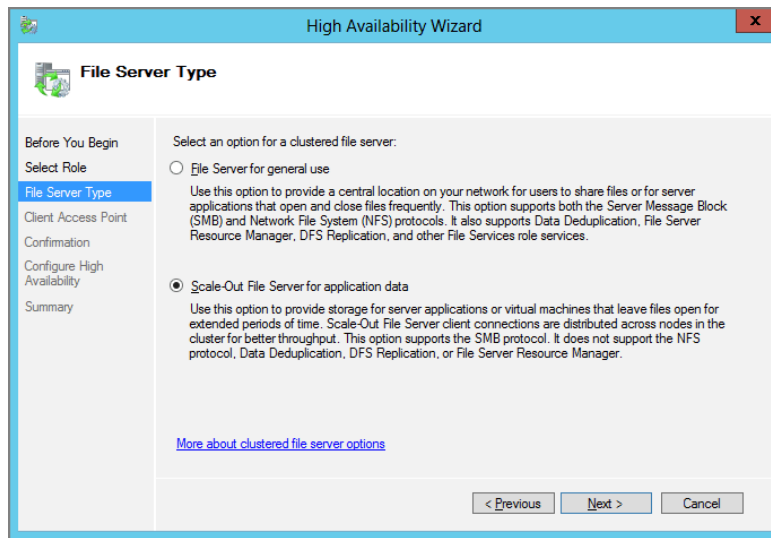 High Availability Wizard
x
File Server Type
Before You Begin
Select Role
File Server Type
Client Access Point
Confirmation
Configure High
Availability
Summary
Select an option for a clustered file server:
File Server for general use
Use this option to provide a central location on your network for users to share files or for server
applications that open and close files frequently. This option supports both the Server Message Block
(SMB) and Network File System (NFS) protocols. It also supports Data Deduplication, File Server
Resource Manager, DFS Replication, and other File Services role services.
Scale-Out File Server for application data
Use this option to provide storage for server applications or virtual machines that leave files open for
extended periods of time. Scale-Out File Server client connections are distributed across nodes in the
cluster for better throughput. This option supports the SMB protocol. It does not support the NFS
protocol, Data Deduplication, DFS Replication, or File Server Resource Manager.
More about clustered file server options
< Previous
Next >
Cancel